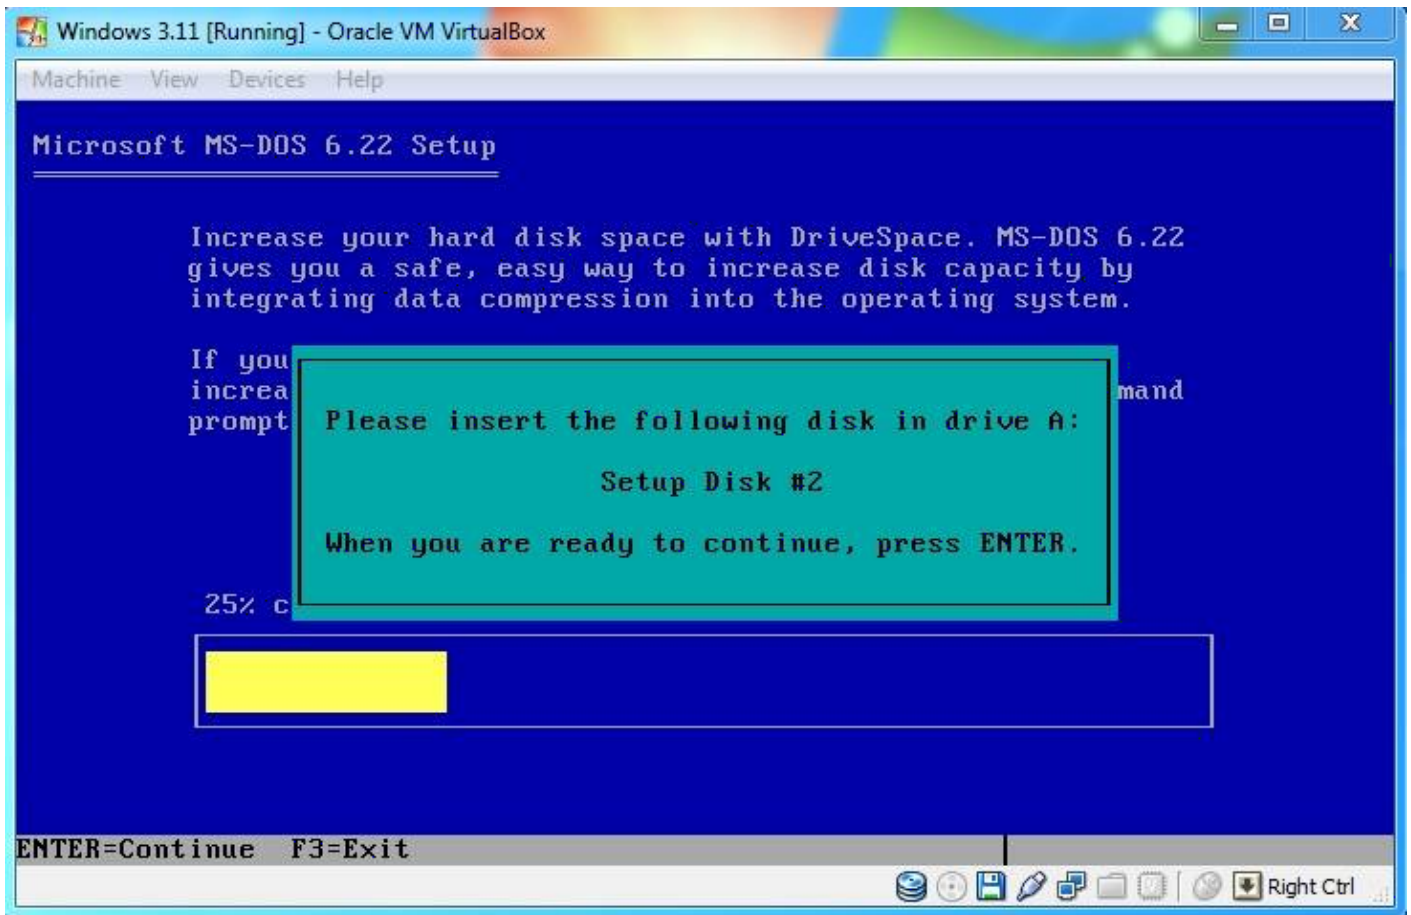 Windows 3.11 [Running] - Oracle VM VirtualBox
Machine View Devices Help
Microsoft MS-DOS 6.22 Setup
Increase your hard disk space with DriveSpace. MS-DOS 6.22
gives you a safe, easy way to increase disk capacity by
integrating data compression into the operating system.
If you
increa
mand
prompt
Please insert the following disk in drive A:
Setup Disk #2
When you are ready to continue, press ENTER.
25% c
ENTER=Continue F3=Exit
Right Ctrl